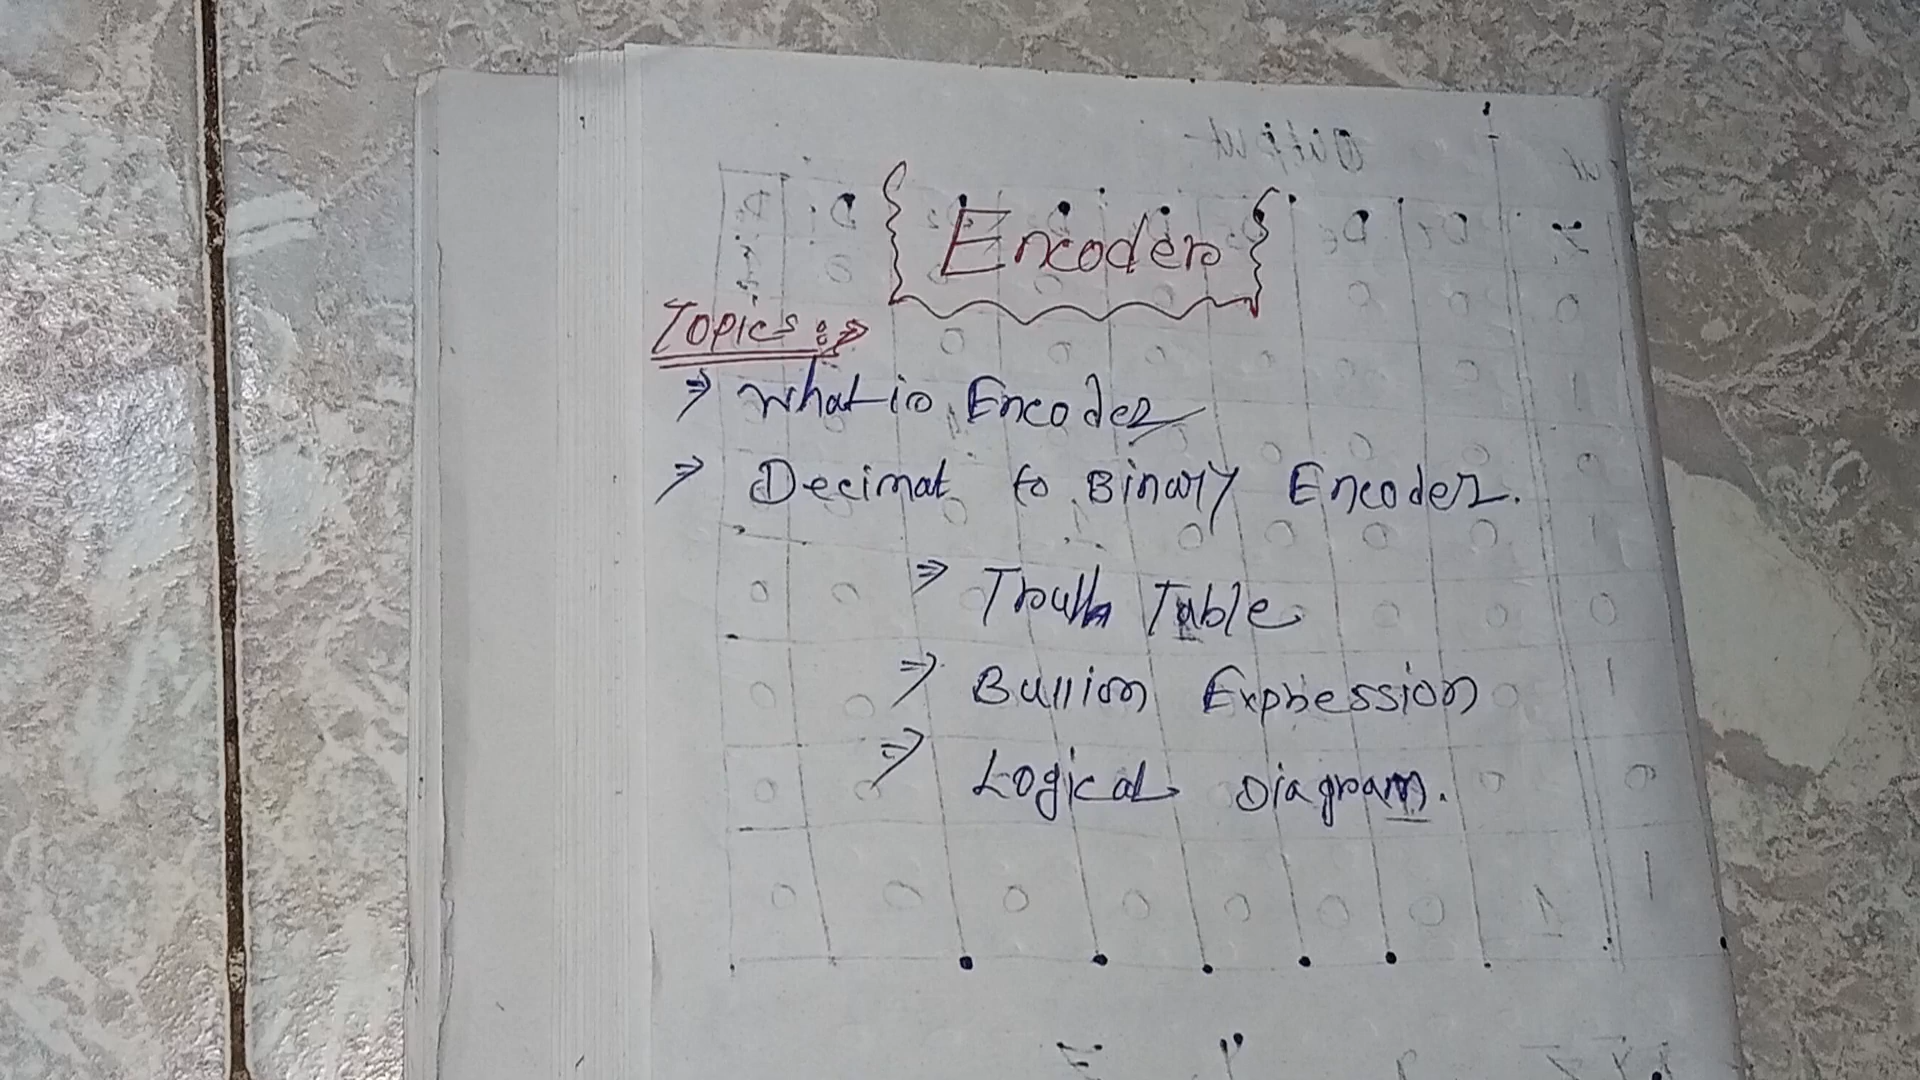 Encoder
Topics :⇒
⇒ What is Encoder
⇒ Decimal to Binary Encoder.
⇒ Truth Table
⇒ Bullion Expression
⇒ Logical Diagram.